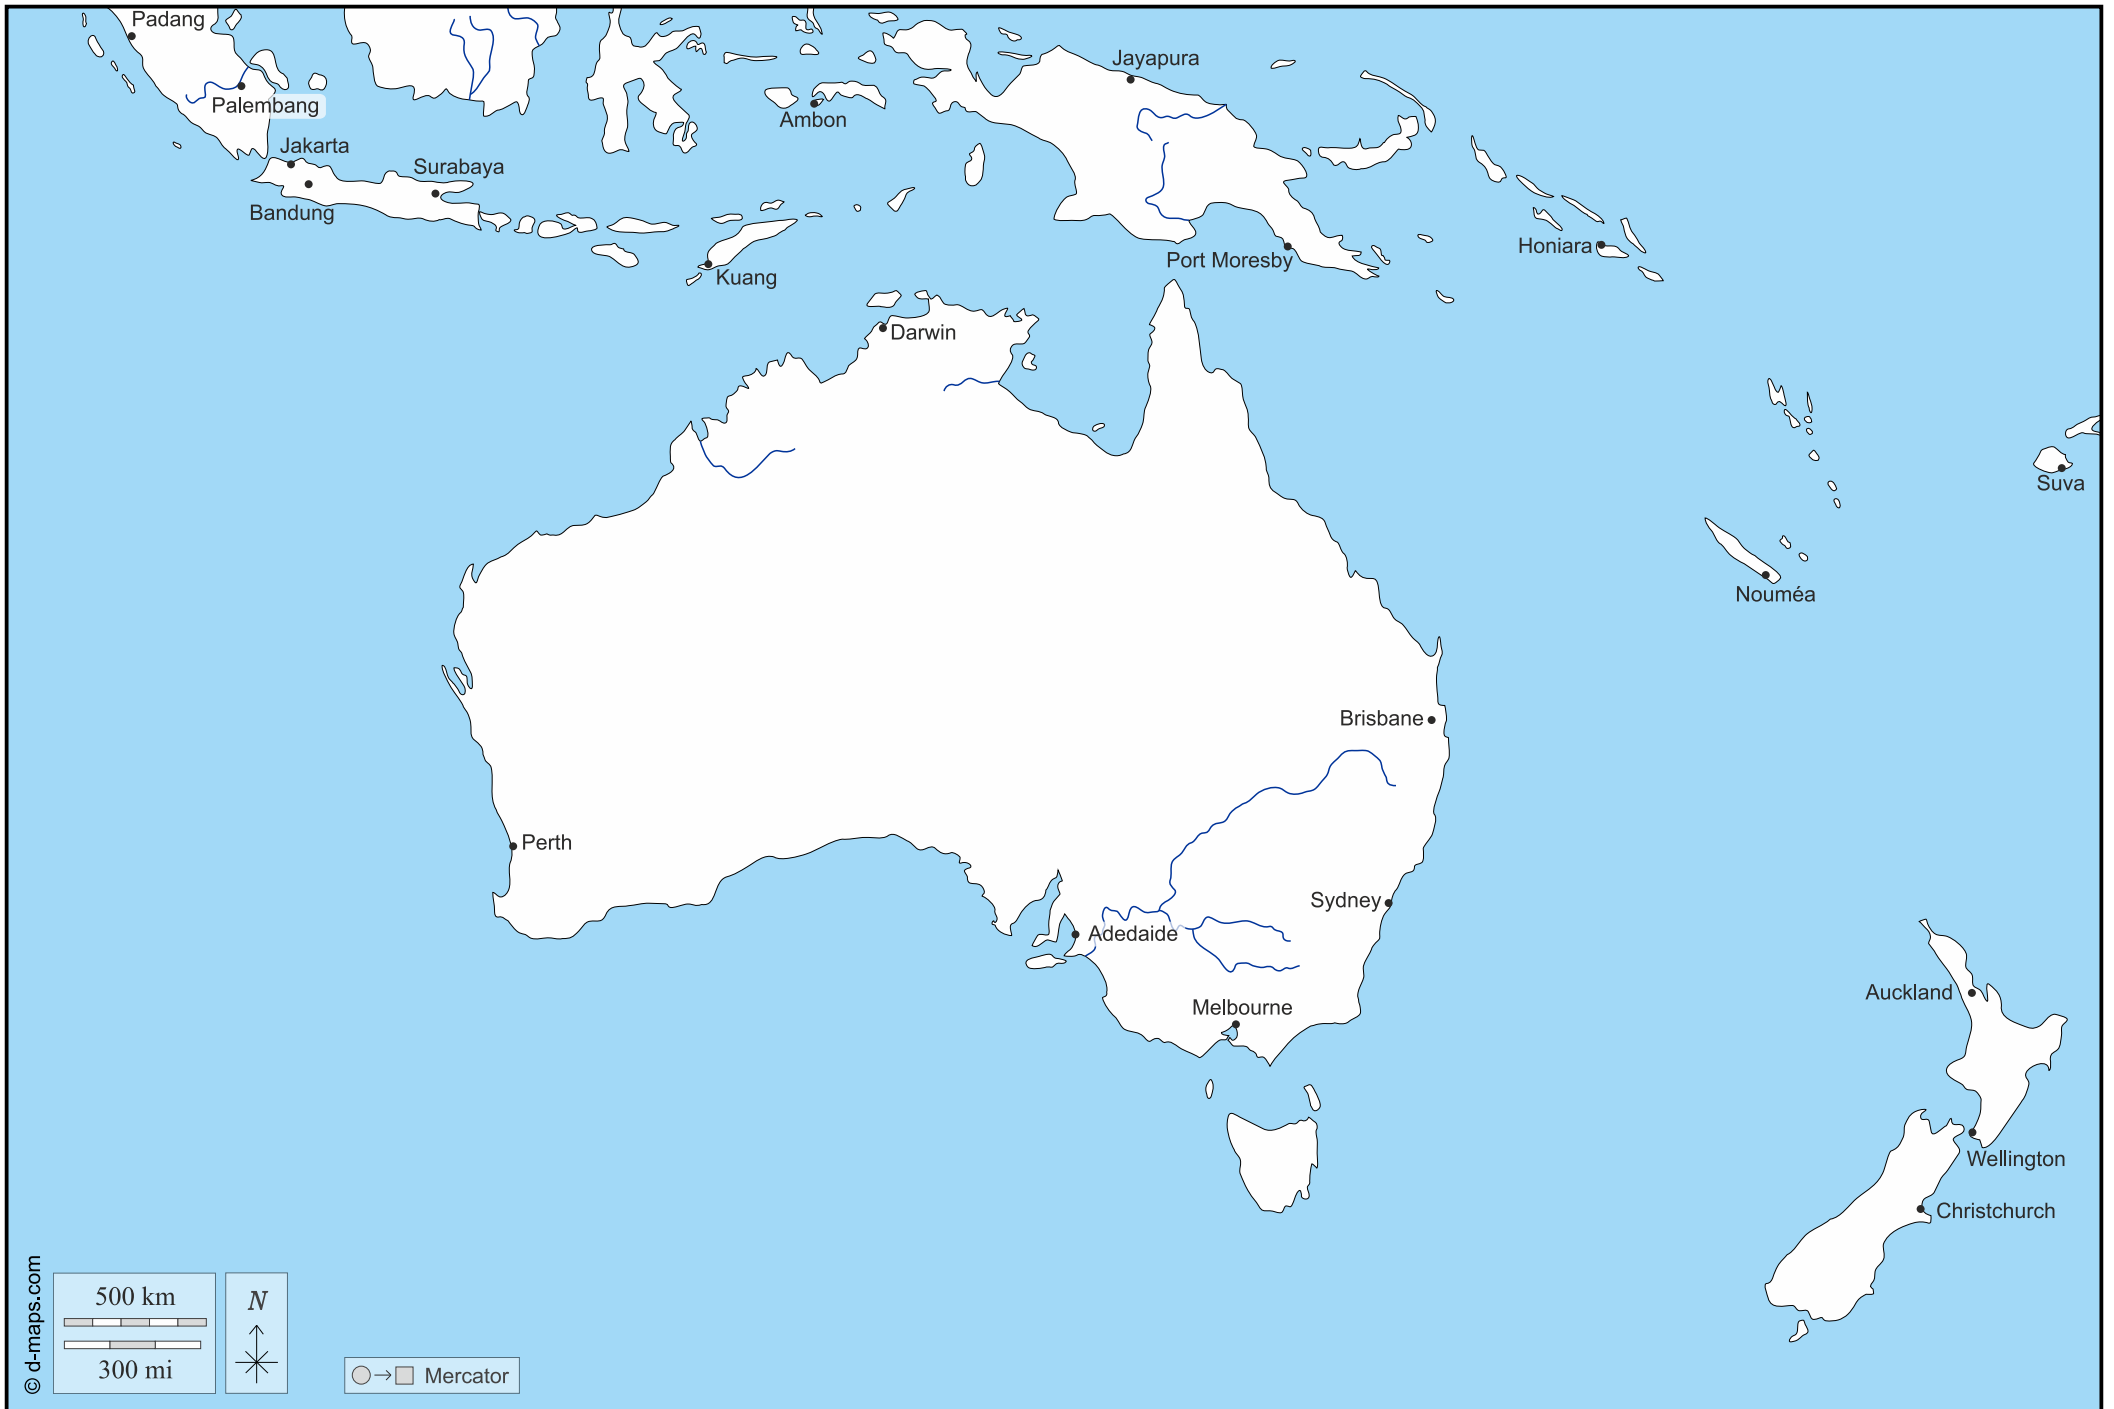 Padang
Jayapura
Palembang
Ambon
Jakarta
Surabaya
Bandung
Honiara
Port Moresby
Kuang
Darwin
Suva
Nouméa
Brisbane
Perth
Sydney
Adedaide
Auckland
Melbourne
Wellington
Christchurch
© d-maps.com
500 km
300 mi
N
Mercator